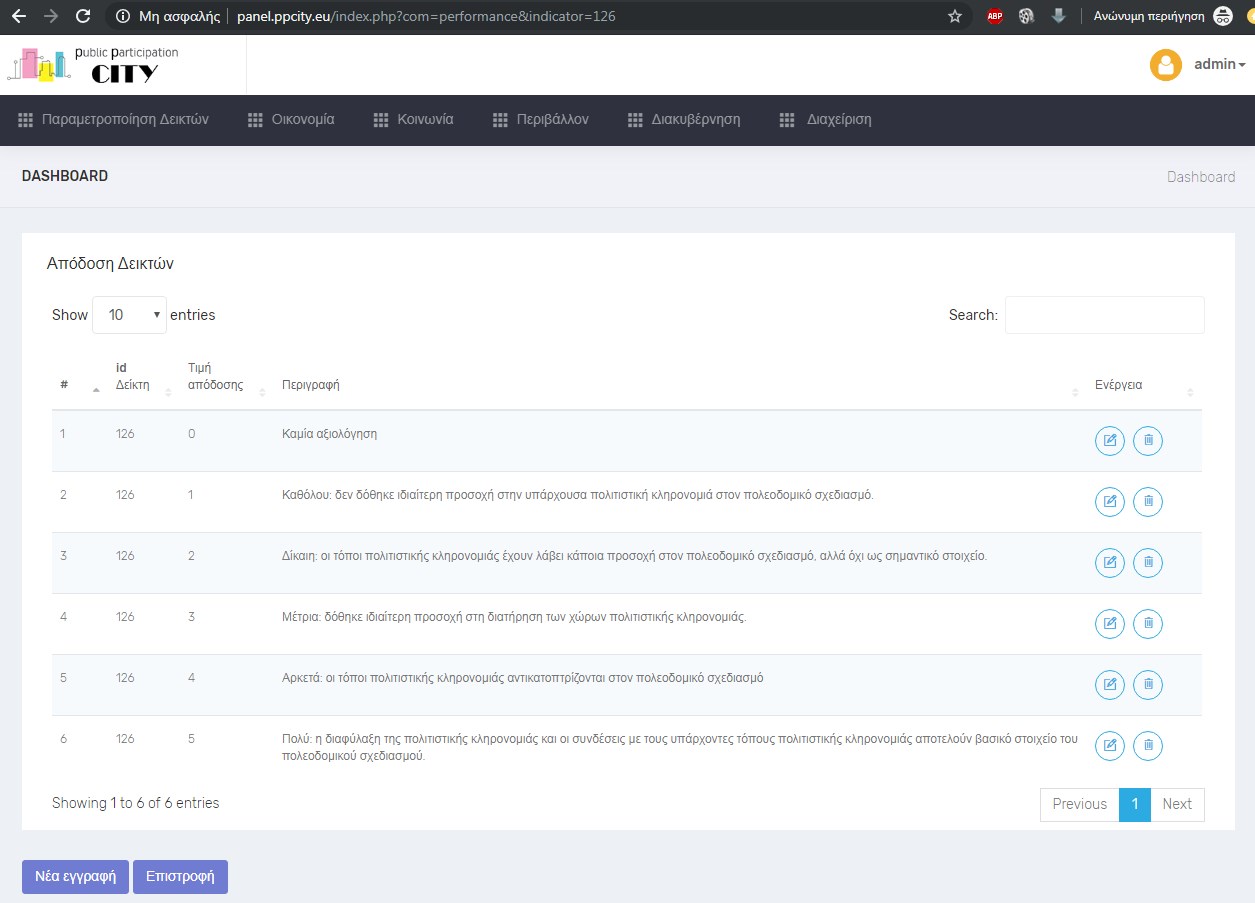 Μη ασφαλής panel.ppcity.eu/index.php?com=performance&indicator=126 ABP Ανώνυμη περιήγηση
public participation
CITY
admin
Παραμετροποίηση Δεικτών Οικονομία Κοινωνία Περιβάλλον Διακυβέρνηση Διαχείριση
DASHBOARD Dashboard
Απόδοση Δεικτών
Show 10 entries Search:
# id Δείκτη Τιμή απόδοσης Περιγραφή Ενέργεια
1 126 0 Καμία αξιολόγηση
2 126 1 Καθόλου: δεν δόθηκε ιδιαίτερη προσοχή στην υπάρχουσα πολιτιστική κληρονομιά στον πολεοδομικό σχεδιασμό.
3 126 2 Δίκαιη: οι τόποι πολιτιστικής κληρονομιάς έχουν λάβει κάποια προσοχή στον πολεοδομικό σχεδιασμό, αλλά όχι ως σημαντικό στοιχείο.
4 126 3 Μέτρια: δόθηκε ιδιαίτερη προσοχή στη διατήρηση των χώρων πολιτιστικής κληρονομιάς.
5 126 4 Αρκετά: οι τόποι πολιτιστικής κληρονομιάς αντικατοπτρίζονται στον πολεοδομικό σχεδιασμό
6 126 5 Πολύ: η διαφύλαξη της πολιτιστικής κληρονομιάς και οι συνδέσεις με τους υπάρχοντες τόπους πολιτιστικής κληρονομιάς αποτελούν βασικό στοιχείο του
πολεοδομικού σχεδιασμού.
Showing 1 to 6 of 6 entries Previous 1 Next
Νέα εγγραφή Επιστροφή